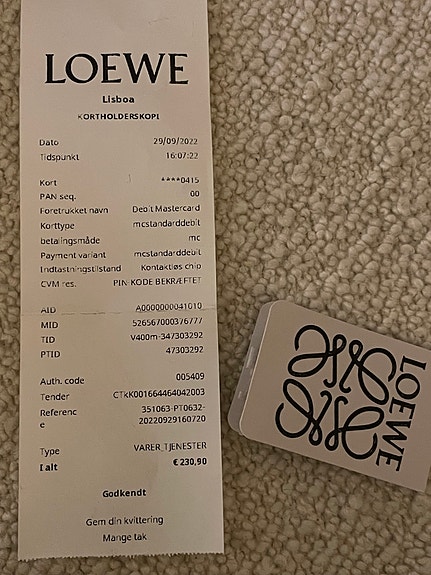 LOEWE
Lisboa
KORTHOLDERSKOPI
Dato 29/09/2022
Tidspunkt 16:07:22
Kort ****0415
PAN seq. 00
Foretrukket navn Debit Mastercard
Korttype mcstandarddebit
betalingsmåde mc
Payment variant mcstandarddebit
Indtastningstilstand Kontaktløs chip
CVM res. PIN-KODE BEKRÆFTET
AID A0000000041010
MID 526567000376777
TID V400m-347303292
PTID 47303292
Auth. code 005409
Tender CTkK001664464042003
Referenc 351063-PT0632-
e 20220929160720
Type VARER_TJENESTER
I alt € 230,90
Godkendt
Gem din kvittering
Mange tak
LOEWE